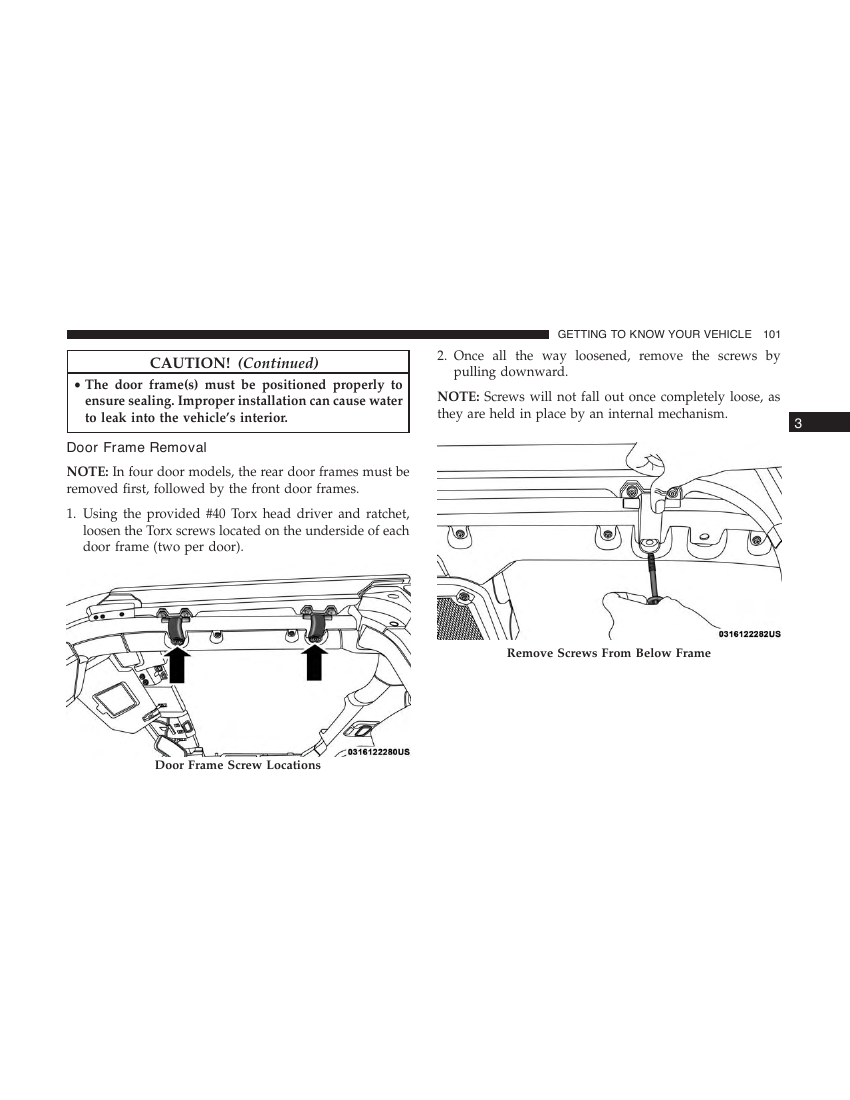 GETTING TO KNOW YOUR VEHICLE 101
CAUTION! (Continued)
• The door frame(s) must be positioned properly to
ensure sealing. Improper installation can cause water
to leak into the vehicle's interior.
Door Frame Removal
NOTE: In four door models, the rear door frames must be
removed first, followed by the front door frames.
1. Using the provided #40 Torx head driver and ratchet,
loosen the Torx screws located on the underside of each
door frame (two per door).
0316122280US
Door Frame Screw Locations
2. Once all the way loosened, remove the screws by
pulling downward.
NOTE: Screws will not fall out once completely loose, as
they are held in place by an internal mechanism.
0316122282US
Remove Screws From Below Frame
3